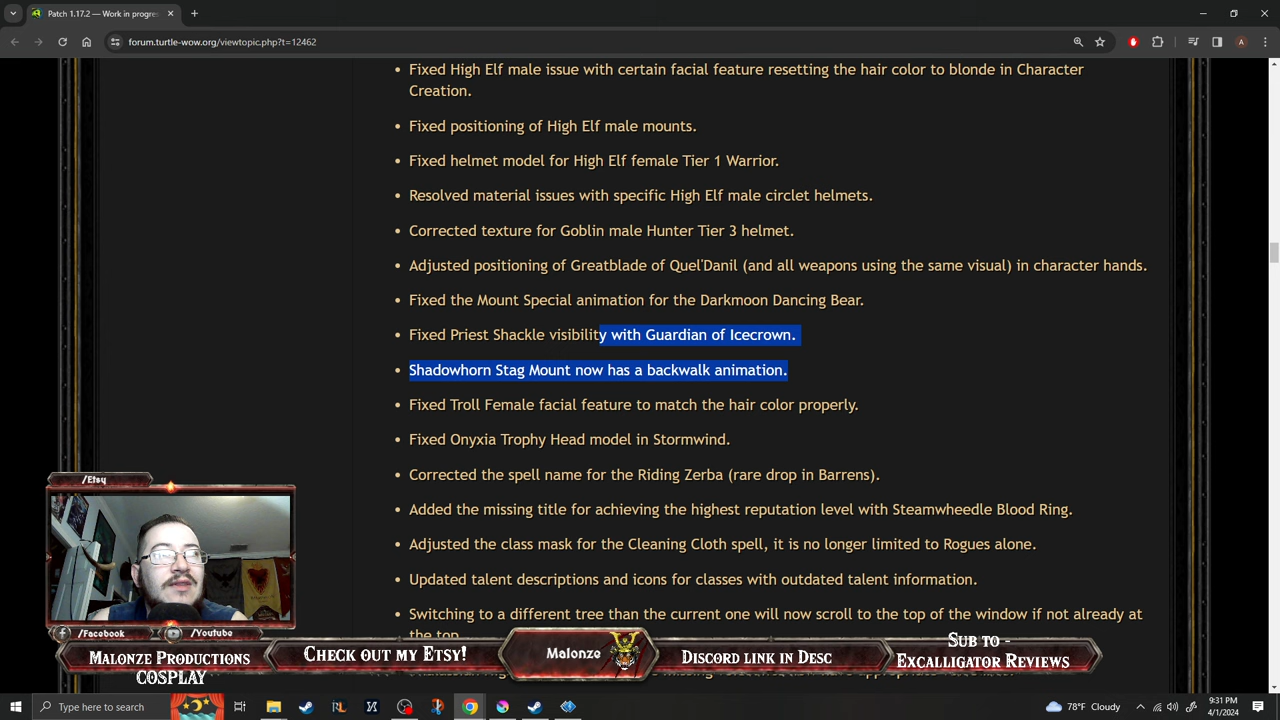 Patch 1.17.2 — Work in progres
forum.turtle-wow.org/viewtopic.php?t=12462
A
• Fixed High Elf male issue with certain facial feature resetting the hair color to blonde in Character
Creation.
• Fixed positioning of High Elf male mounts.
• Fixed helmet model for High Elf female Tier 1 Warrior.
• Resolved material issues with specific High Elf male circlet helmets.
• Corrected texture for Goblin male Hunter Tier 3 helmet.
• Adjusted positioning of Greatblade of Quel'Danil (and all weapons using the same visual) in character hands.
• Fixed the Mount Special animation for the Darkmoon Dancing Bear.
• Fixed Priest Shackle visibility with Guardian of Icecrown.
• Shadowhorn Stag Mount now has a backwalk animation.
• Fixed Troll Female facial feature to match the hair color properly.
• Fixed Onyxia Trophy Head model in Stormwind.
• Corrected the spell name for the Riding Zerba (rare drop in Barrens).
• Added the missing title for achieving the highest reputation level with Steamwheedle Blood Ring.
• Adjusted the class mask for the Cleaning Cloth spell, it is no longer limited to Rogues alone.
• Updated talent descriptions and icons for classes with outdated talent information.
• Switching to a different tree than the current one will now scroll to the top of the window if not already at
the top.
/Etsy
/Facebook
/Youtube
Malonze Productions
Cosplay
Check out my Etsy!
Malonze
Discord link in Desc
Sub to -
Excalligator Reviews
Type here to search
78°F Cloudy
9:31 PM
4/1/2024